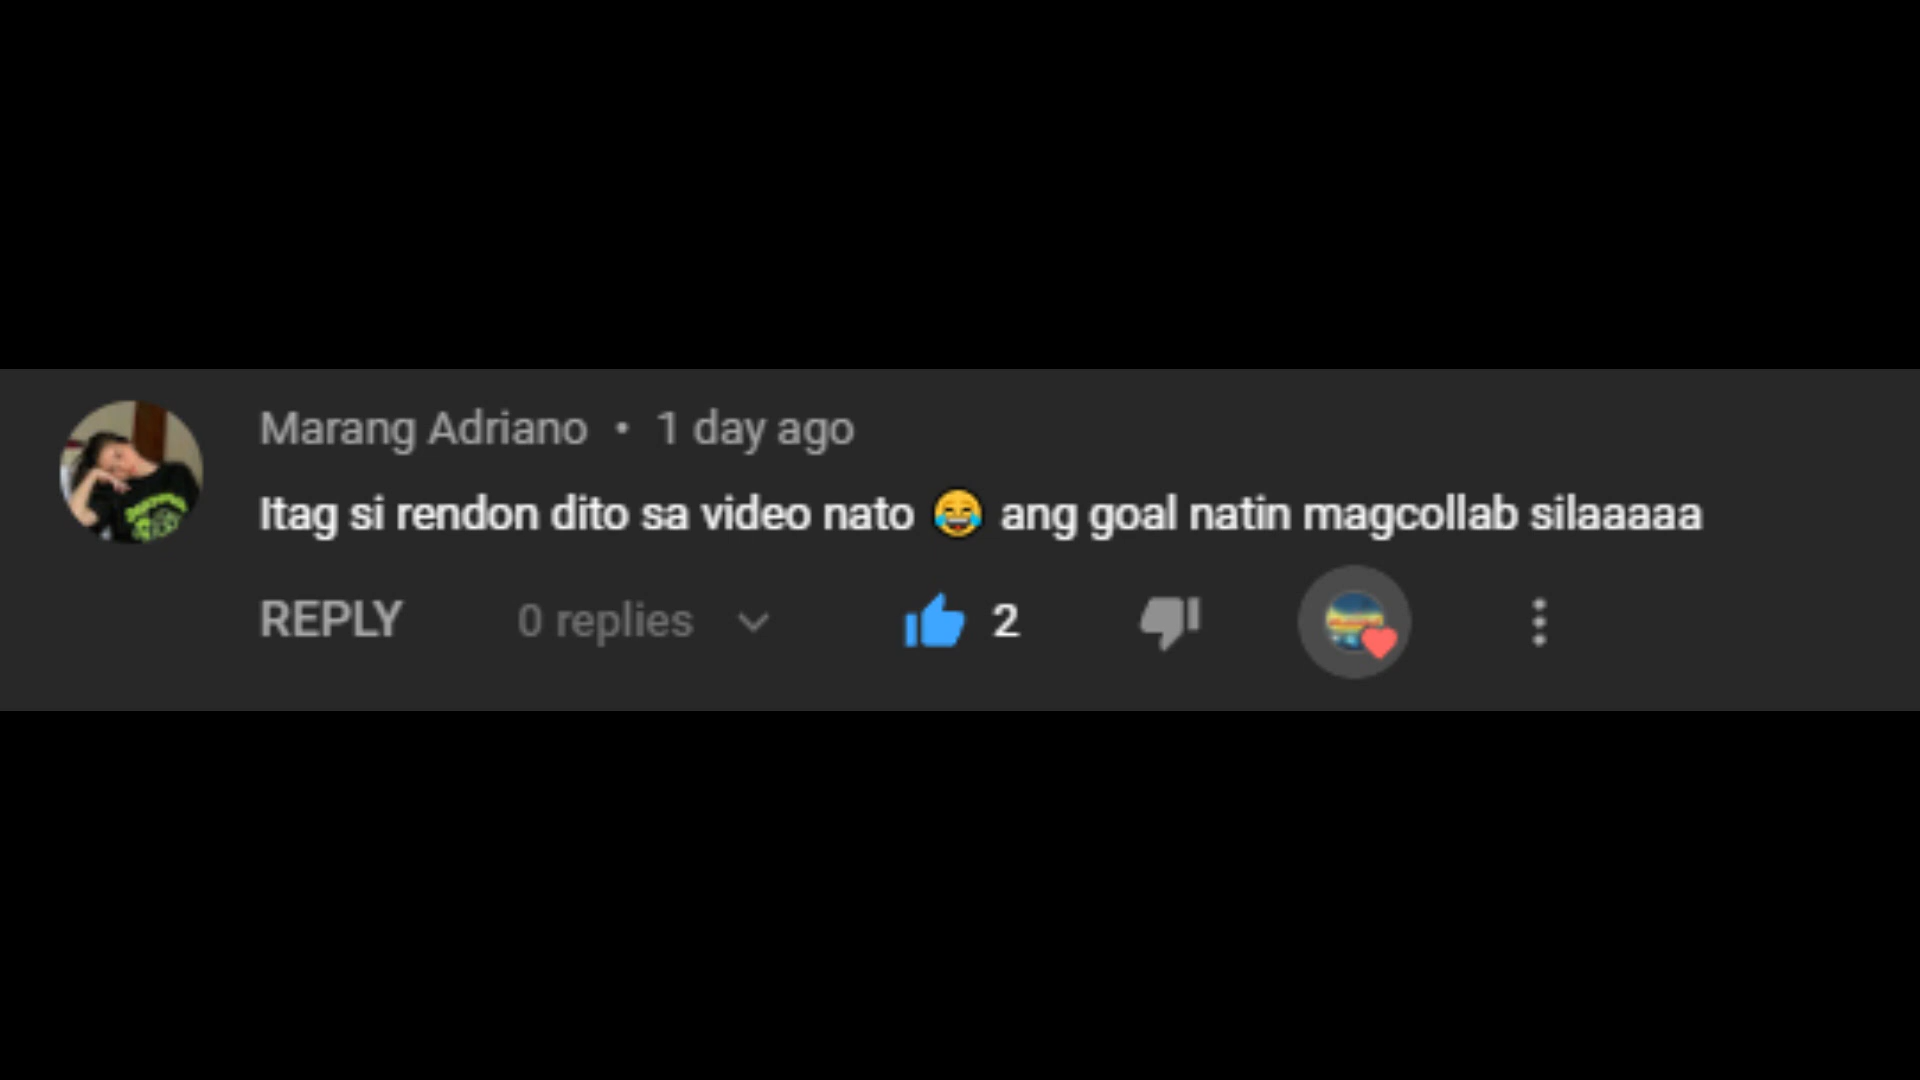 Marang Adriano • 1 day ago
Itag si rendon dito sa video nato 😂 ang goal natin magcollab silaaaaa
REPLY 0 replies 2